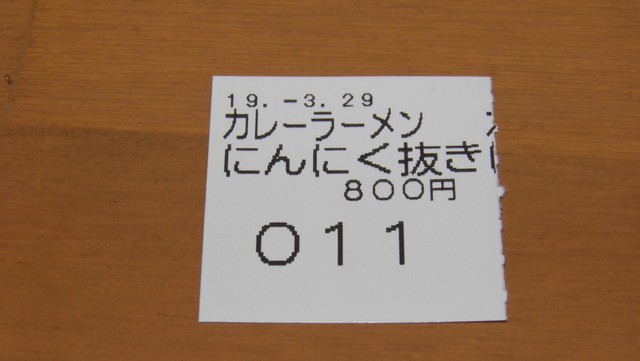 19.-3.29
カレーラーメン
にんにく抜き
800円
011